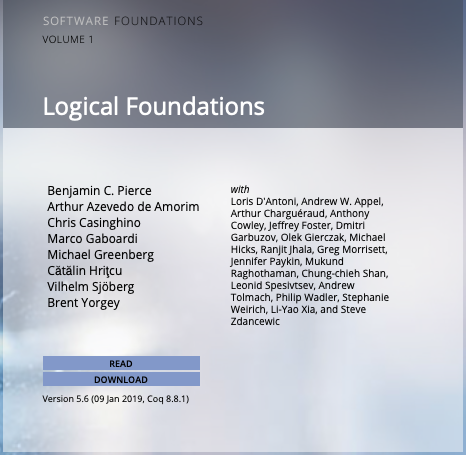 SOFTWARE FOUNDATIONS
VOLUME 1
Logical Foundations
Benjamin C. Pierce
Arthur Azevedo de Amorim
Chris Casinghino
Marco Gaboardi
Michael Greenberg
Cătălin Hriţcu
Vilhelm Sjöberg
Brent Yorgey
with
Loris D'Antoni, Andrew W. Appel,
Arthur Charguéraud, Anthony
Cowley, Jeffrey Foster, Dmitri
Garbuzov, Olek Gierczak, Michael
Hicks, Ranjit Jhala, Greg Morrisett,
Jennifer Paykin, Mukund
Raghothaman, Chung-chieh Shan,
Leonid Spesivtsev, Andrew
Tolmach, Philip Wadler, Stephanie
Weirich, Li-Yao Xia, and Steve
Zdancewic
READ
DOWNLOAD
Version 5.6 (09 Jan 2019, Coq 8.8.1)